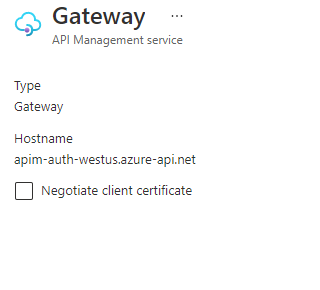 Gateway ...
API Management service
Type
Gateway
Hostname
apim-auth-westus.azure-api.net
Negotiate client certificate